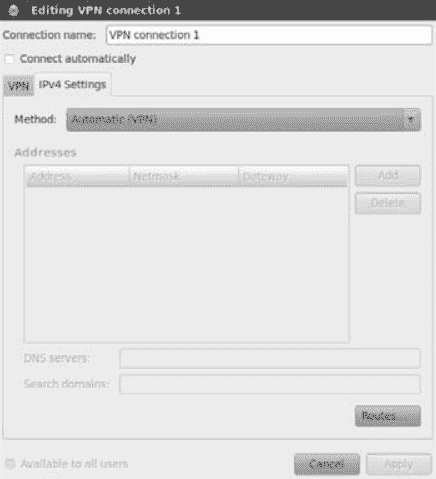 Editing VPN connection 1
Connection name: VPN connection 1
Connect automatically
VPN IPv4 Settings
Method: Automatic (VPN)
Addresses
Address Netmask Gateway Add
Delete
DNS servers:
Search domains:
Routes...
Available to all users Cancel Apply